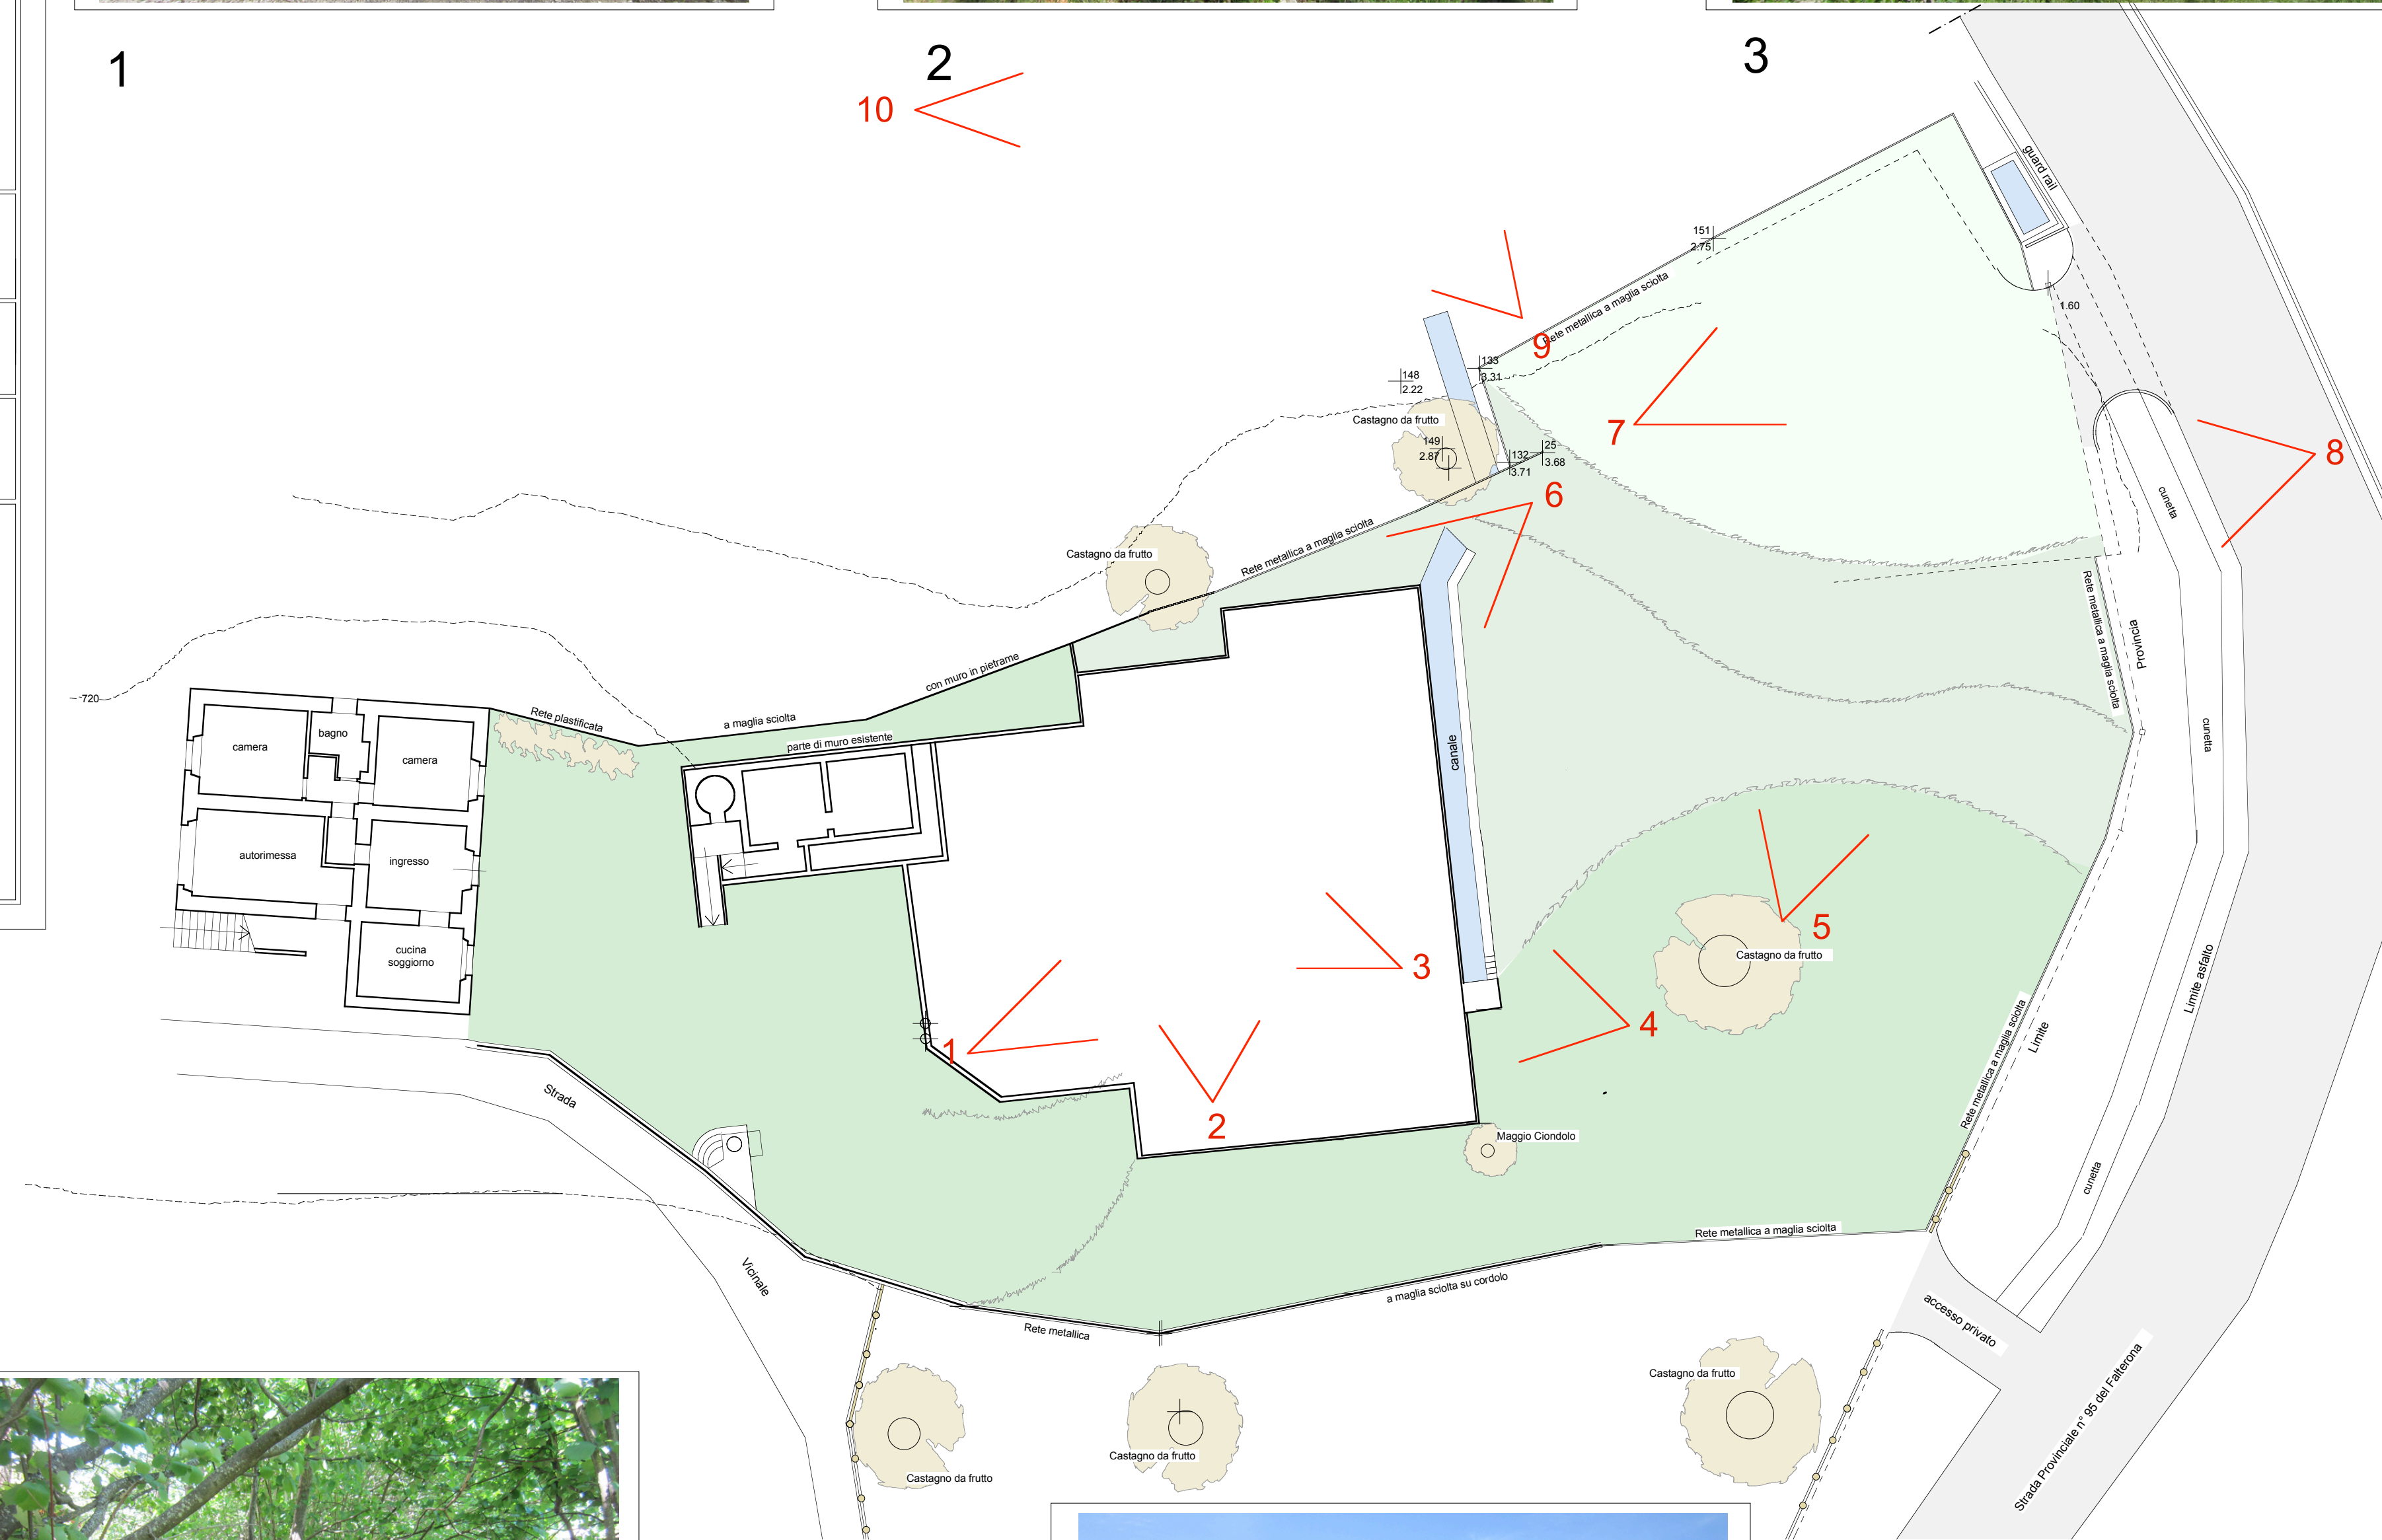 1
2
3
10
guard rail
151
2.75
Rete metallica a maglia sciolta
1.60
9
133
3.31
148
2.22
Castagno da frutto
7
149
2.87
132
3.71
25
3.68
8
6
cunetta
Rete metallica a maglia sciolta
Castagno da frutto
Rete metallica a maglia sciolta
Provincia
720
con muro in pietrame
Rete plastificata
a maglia sciolta
parte di muro esistente
canale
cunetta
camera
bagno
camera
autorimessa
ingresso
cucina
soggiorno
5
Castagno da frutto
3
4
1
2
Limite asfalto
Rete metallica a maglia sciolta
Limite
Strada
Maggio Ciondolo
cunetta
Rete metallica a maglia sciolta
Vicinale
a maglia sciolta su cordolo
Rete metallica
accesso privato
Castagno da frutto
Castagno da frutto
Castagno da frutto
Strada Provinciale n° 95 del Falterona